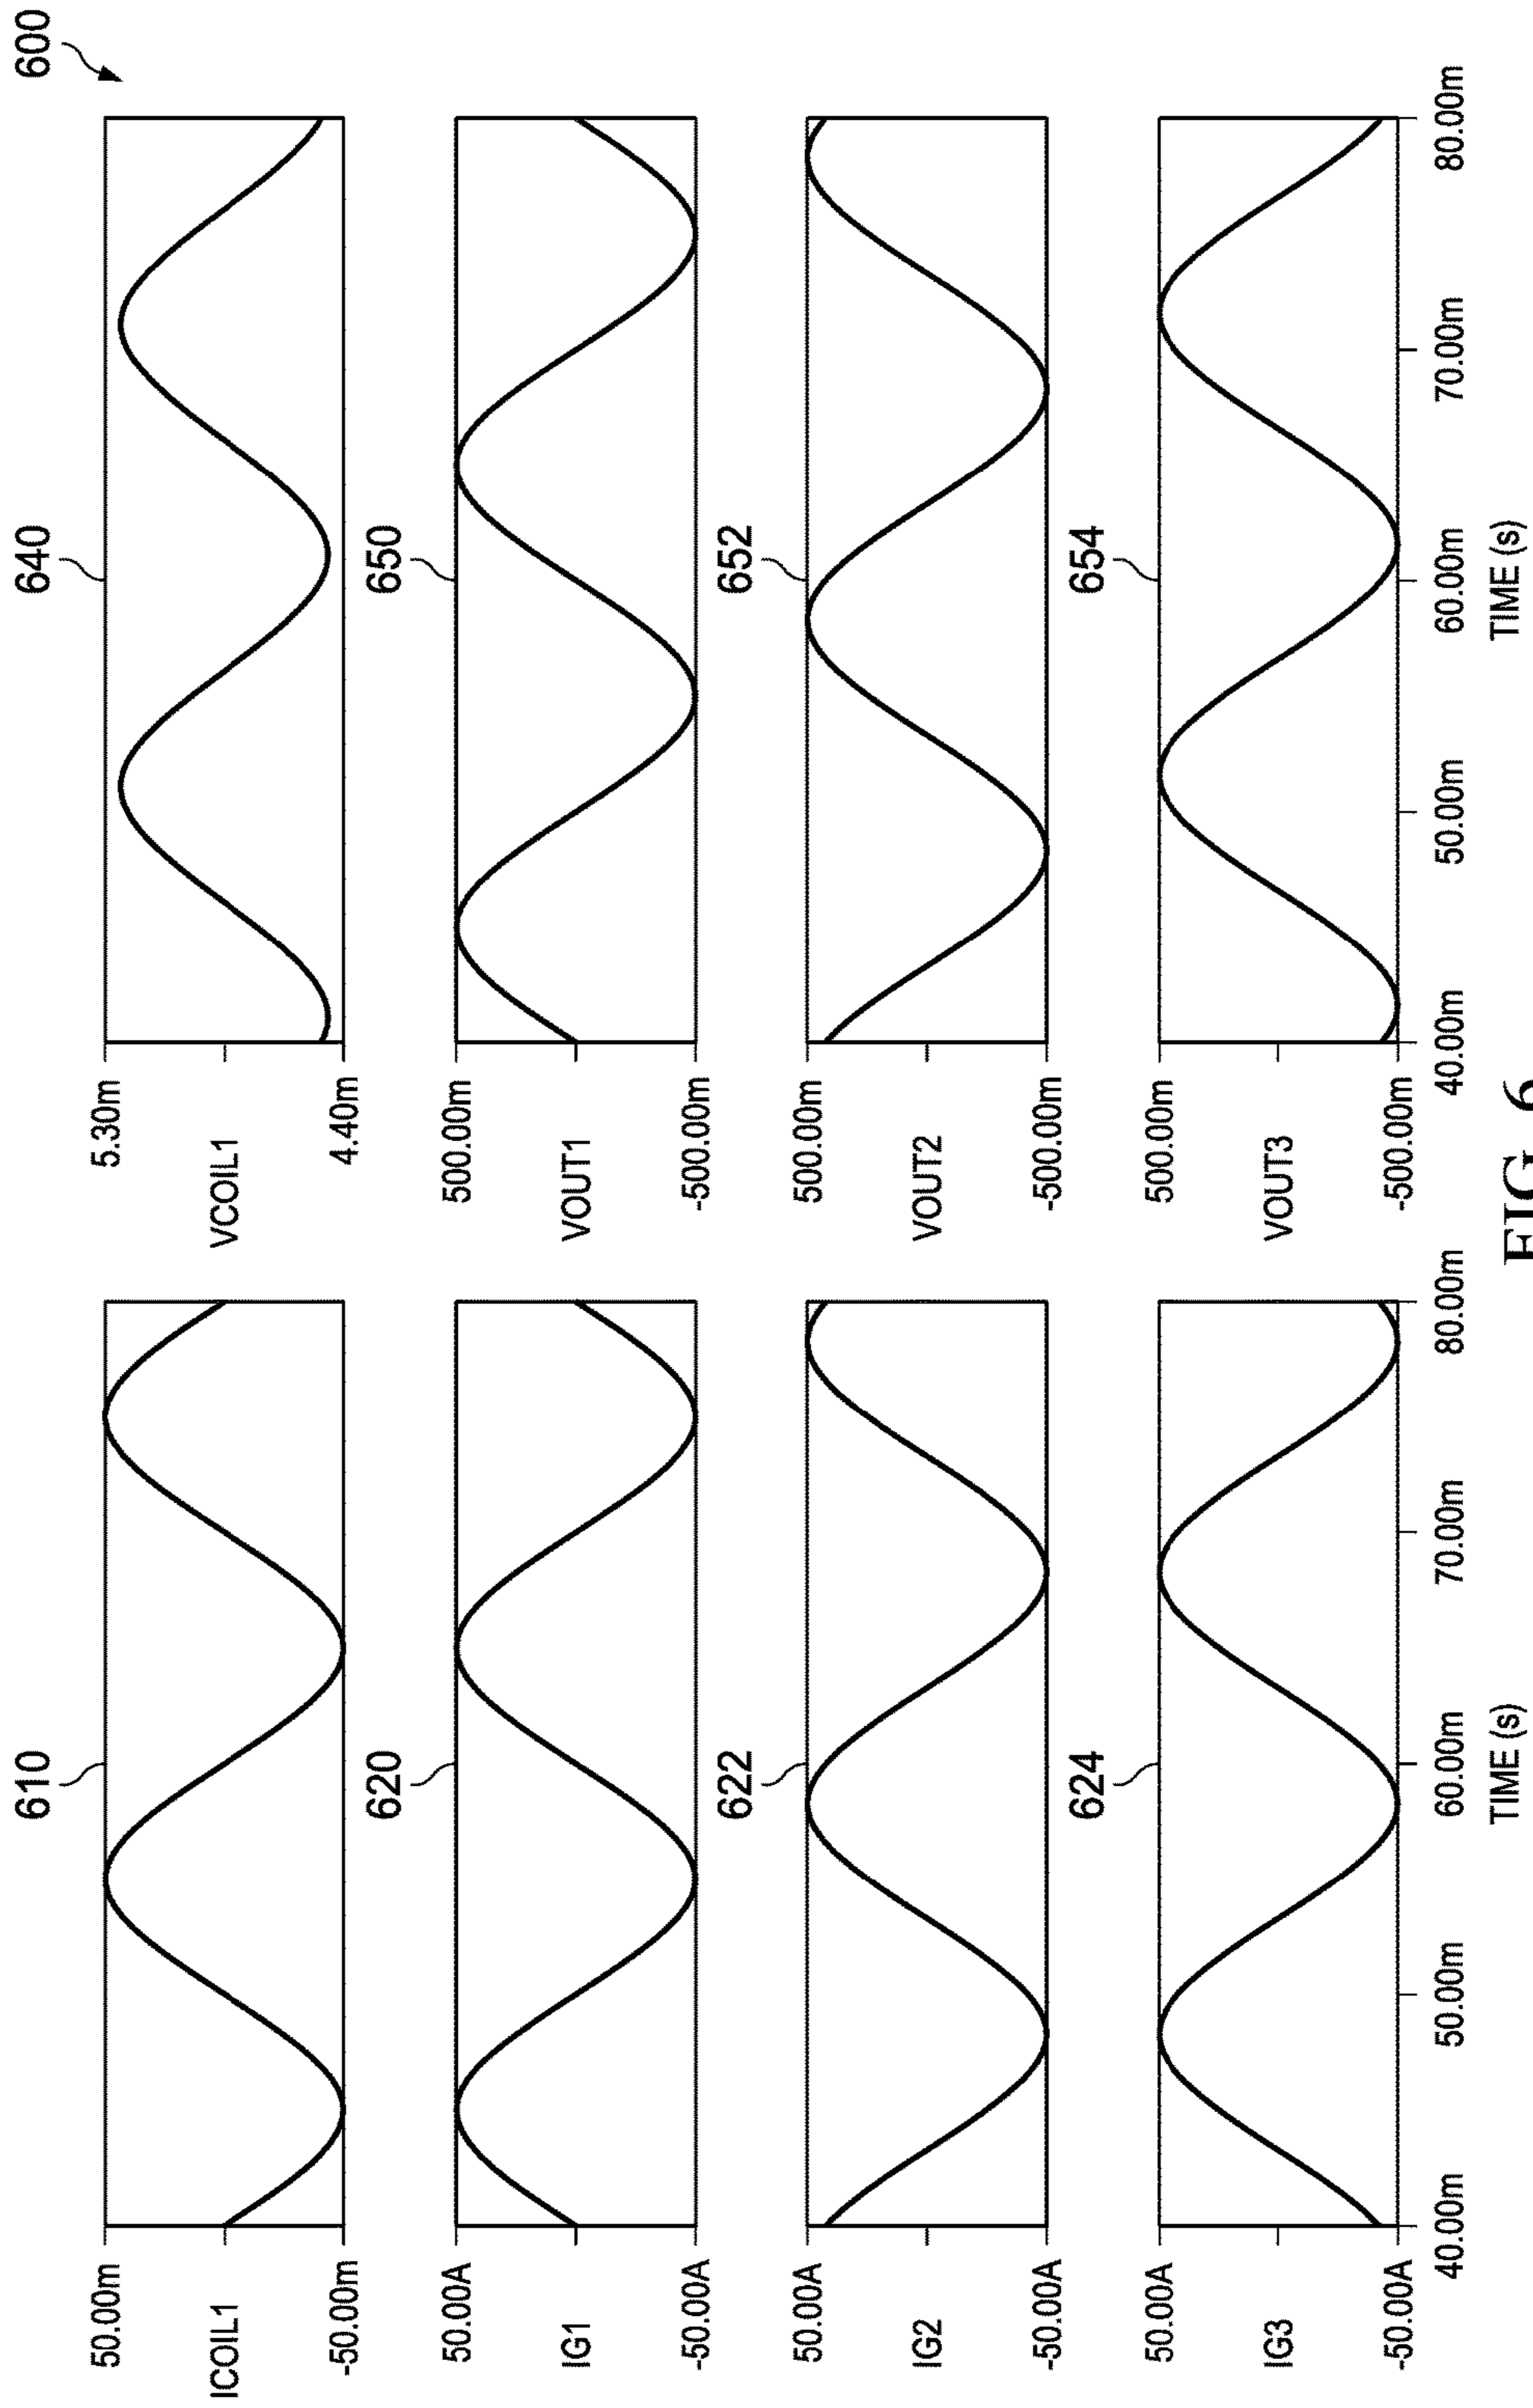 600
610
50.00m
ICOIL1
-50.00m
620
50.00A
IG1
-50.00A
622
50.00A
IG2
-50.00A
624
50.00A
IG3
-50.00A
40.00m 50.00m 60.00m 70.00m 80.00m
TIME (s)
640
5.30m
VCOIL1
4.40m
650
500.00m
VOUT1
-500.00m
652
500.00m
VOUT2
-500.00m
654
500.00m
VOUT3
-500.00m
40.00m 50.00m 60.00m 70.00m 80.00m
TIME (s)
FIG. 6